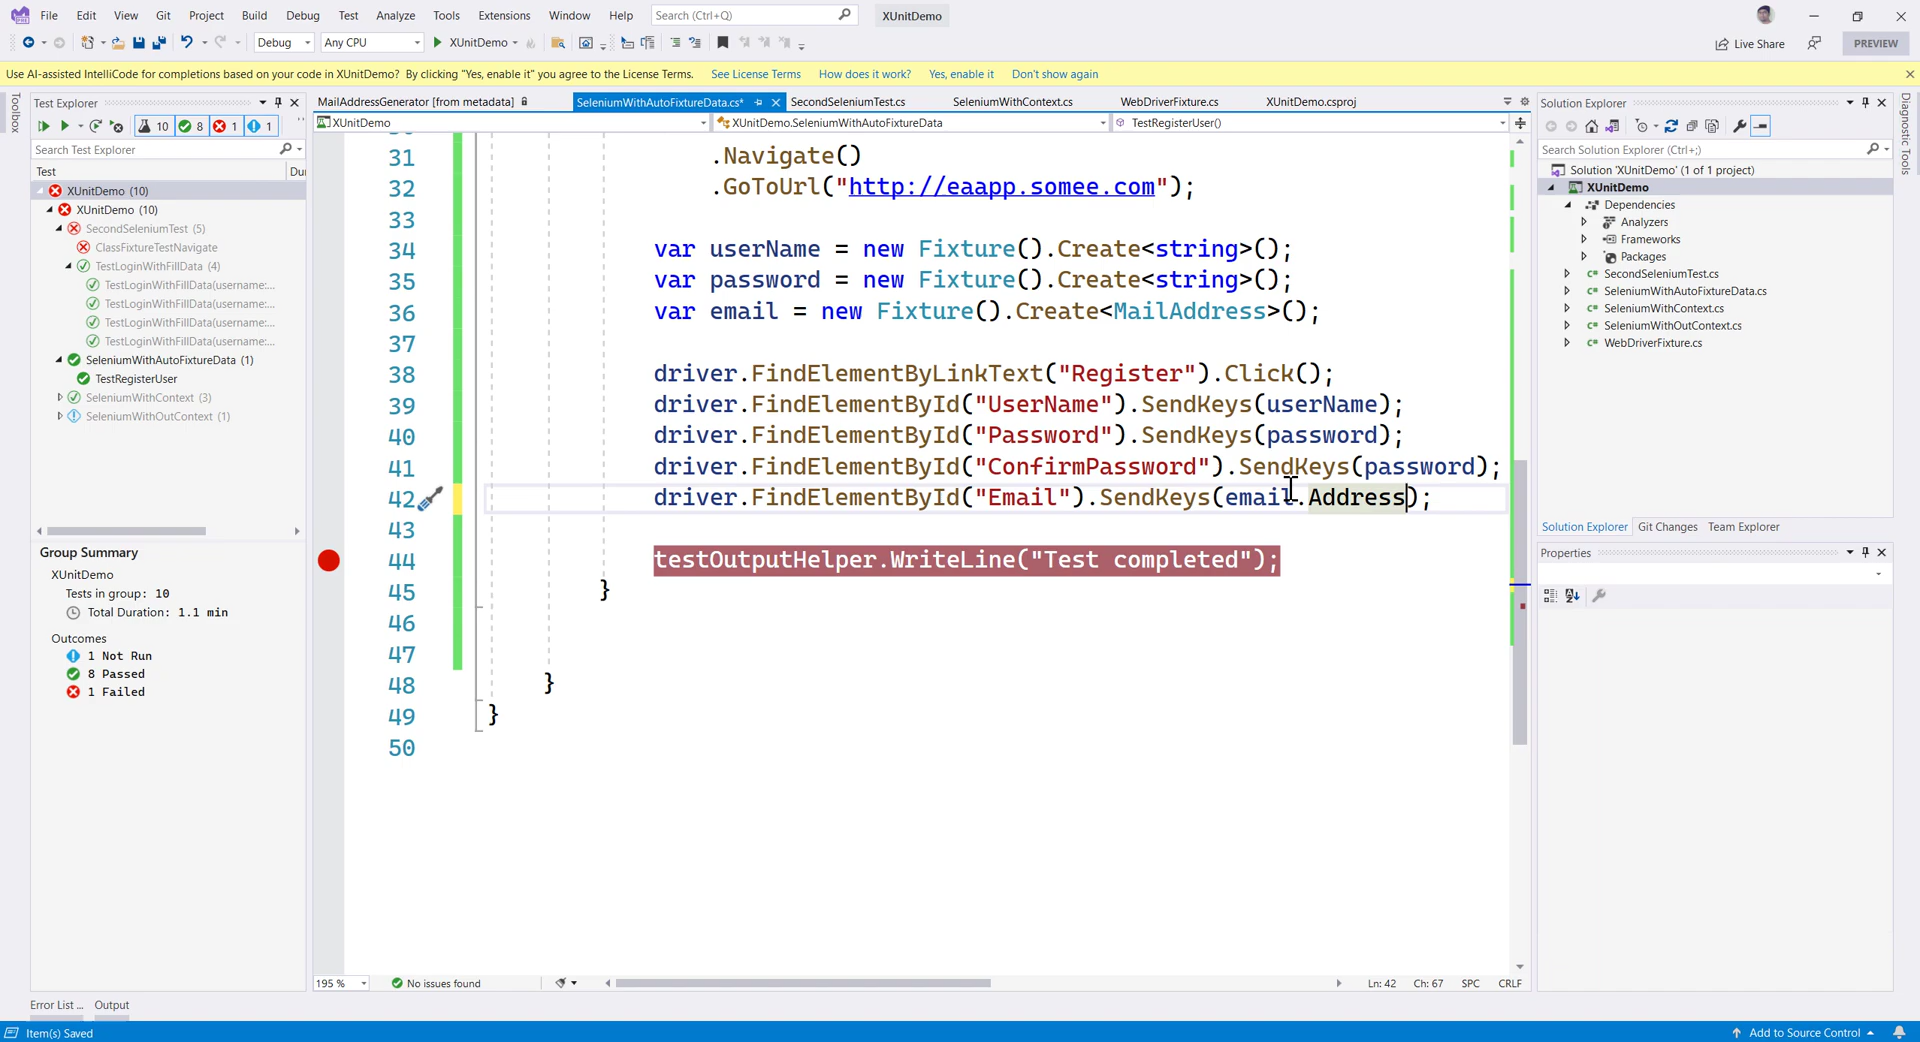 File Edit View Git Project Build Debug Test Analyze Tools Extensions Window Help Search (Ctrl+Q) XUnitDemo
Debug Any CPU XUnitDemo Live Share PREVIEW
Use AI-assisted IntelliCode for completions based on your code in XUnitDemo? By clicking "Yes, enable it" you agree to the License Terms. See License Terms How does it work? Yes, enable it Don't show again
Toolbox
Test Explorer
10 8 1 1
Search Test Explorer
Test Du
XUnitDemo (10)
XUnitDemo (10)
SecondSeleniumTest (5)
ClassFixtureTestNavigate
TestLoginWithFillData (4)
TestLoginWithFillData(username:...
TestLoginWithFillData(username:...
TestLoginWithFillData(username:...
TestLoginWithFillData(username:...
SeleniumWithAutoFixtureData (1)
TestRegisterUser
SeleniumWithContext (3)
SeleniumWithOutContext (1)
Group Summary
XUnitDemo
Tests in group: 10
Total Duration: 1.1 min
Outcomes
1 Not Run
8 Passed
1 Failed
MailAddressGenerator [from metadata] SeleniumWithAutoFixtureData.cs* SecondSeleniumTest.cs SeleniumWithContext.cs WebDriverFixture.cs XUnitDemo.csproj
XUnitDemo XUnitDemo.SeleniumWithAutoFixtureData TestRegisterUser()
31 .Navigate()
32 .GoToUrl("http://eaapp.somee.com");
33
34 var userName = new Fixture().Create<string>();
35 var password = new Fixture().Create<string>();
36 var email = new Fixture().Create<MailAddress>();
37
38 driver.FindElementByLinkText("Register").Click();
39 driver.FindElementById("UserName").SendKeys(userName);
40 driver.FindElementById("Password").SendKeys(password);
41 driver.FindElementById("ConfirmPassword").SendKeys(password);
42 driver.FindElementById("Email").SendKeys(email.Address);
43
44 testOutputHelper.WriteLine("Test completed");
45 }
46
47
48 }
49 }
50
195 % No issues found Ln: 42 Ch: 67 SPC CRLF
Solution Explorer
Search Solution Explorer (Ctrl+;)
Solution 'XUnitDemo' (1 of 1 project)
XUnitDemo
Dependencies
Analyzers
Frameworks
Packages
SecondSeleniumTest.cs
SeleniumWithAutoFixtureData.cs
SeleniumWithContext.cs
SeleniumWithOutContext.cs
WebDriverFixture.cs
Solution Explorer Git Changes Team Explorer
Properties
Diagnostic Tools
Error List ... Output
Item(s) Saved Add to Source Control